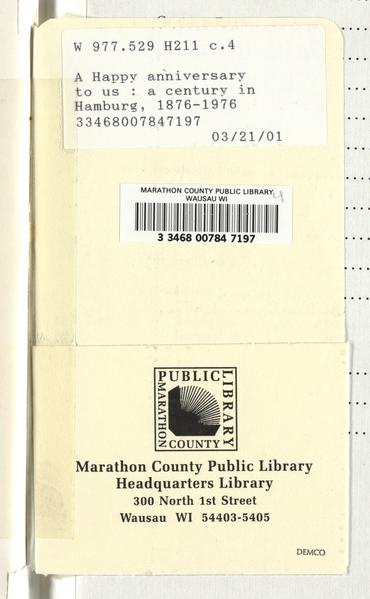 W 977.529 H211 c.4
A Happy anniversary
to us : a century in
Hamburg, 1876-1976
33468007847197
03/21/01
MARATHON COUNTY PUBLIC LIBRARY
WAUSAU WI
4
3 3468 00784 7197
PUBLIC
LIBRARY
MARATHON
COUNTY
Marathon County Public Library
Headquarters Library
300 North 1st Street
Wausau WI 54403-5405
DEMCO